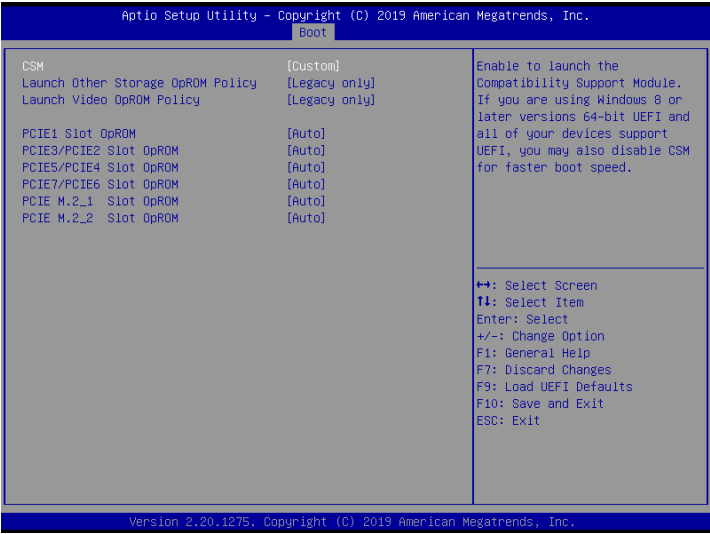 Aptio Setup Utility – Copyright (C) 2019 American Megatrends, Inc.
Boot
CSM [Custom]
Launch Other Storage OpROM Policy [Legacy only]
Launch Video OpROM Policy [Legacy only]
PCIE1 Slot OpROM [Auto]
PCIE3/PCIE2 Slot OpROM [Auto]
PCIE5/PCIE4 Slot OpROM [Auto]
PCIE7/PCIE6 Slot OpROM [Auto]
PCIE M.2_1 Slot OpROM [Auto]
PCIE M.2_2 Slot OpROM [Auto]
Enable to launch the
Compatibility Support Module.
If you are using Windows 8 or
later versions 64-bit UEFI and
all of your devices support
UEFI, you may also disable CSM
for faster boot speed.
↔: Select Screen
↑↓: Select Item
Enter: Select
+/-: Change Option
F1: General Help
F7: Discard Changes
F9: Load UEFI Defaults
F10: Save and Exit
ESC: Exit
Version 2.20.1275. Copyright (C) 2019 American Megatrends, Inc.